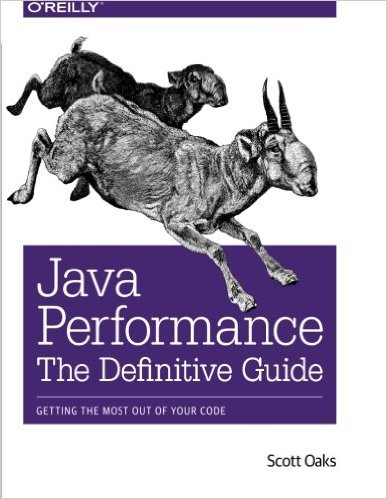 O'REILLY®
Java
Performance
The Definitive Guide
GETTING THE MOST OUT OF YOUR CODE
Scott Oaks